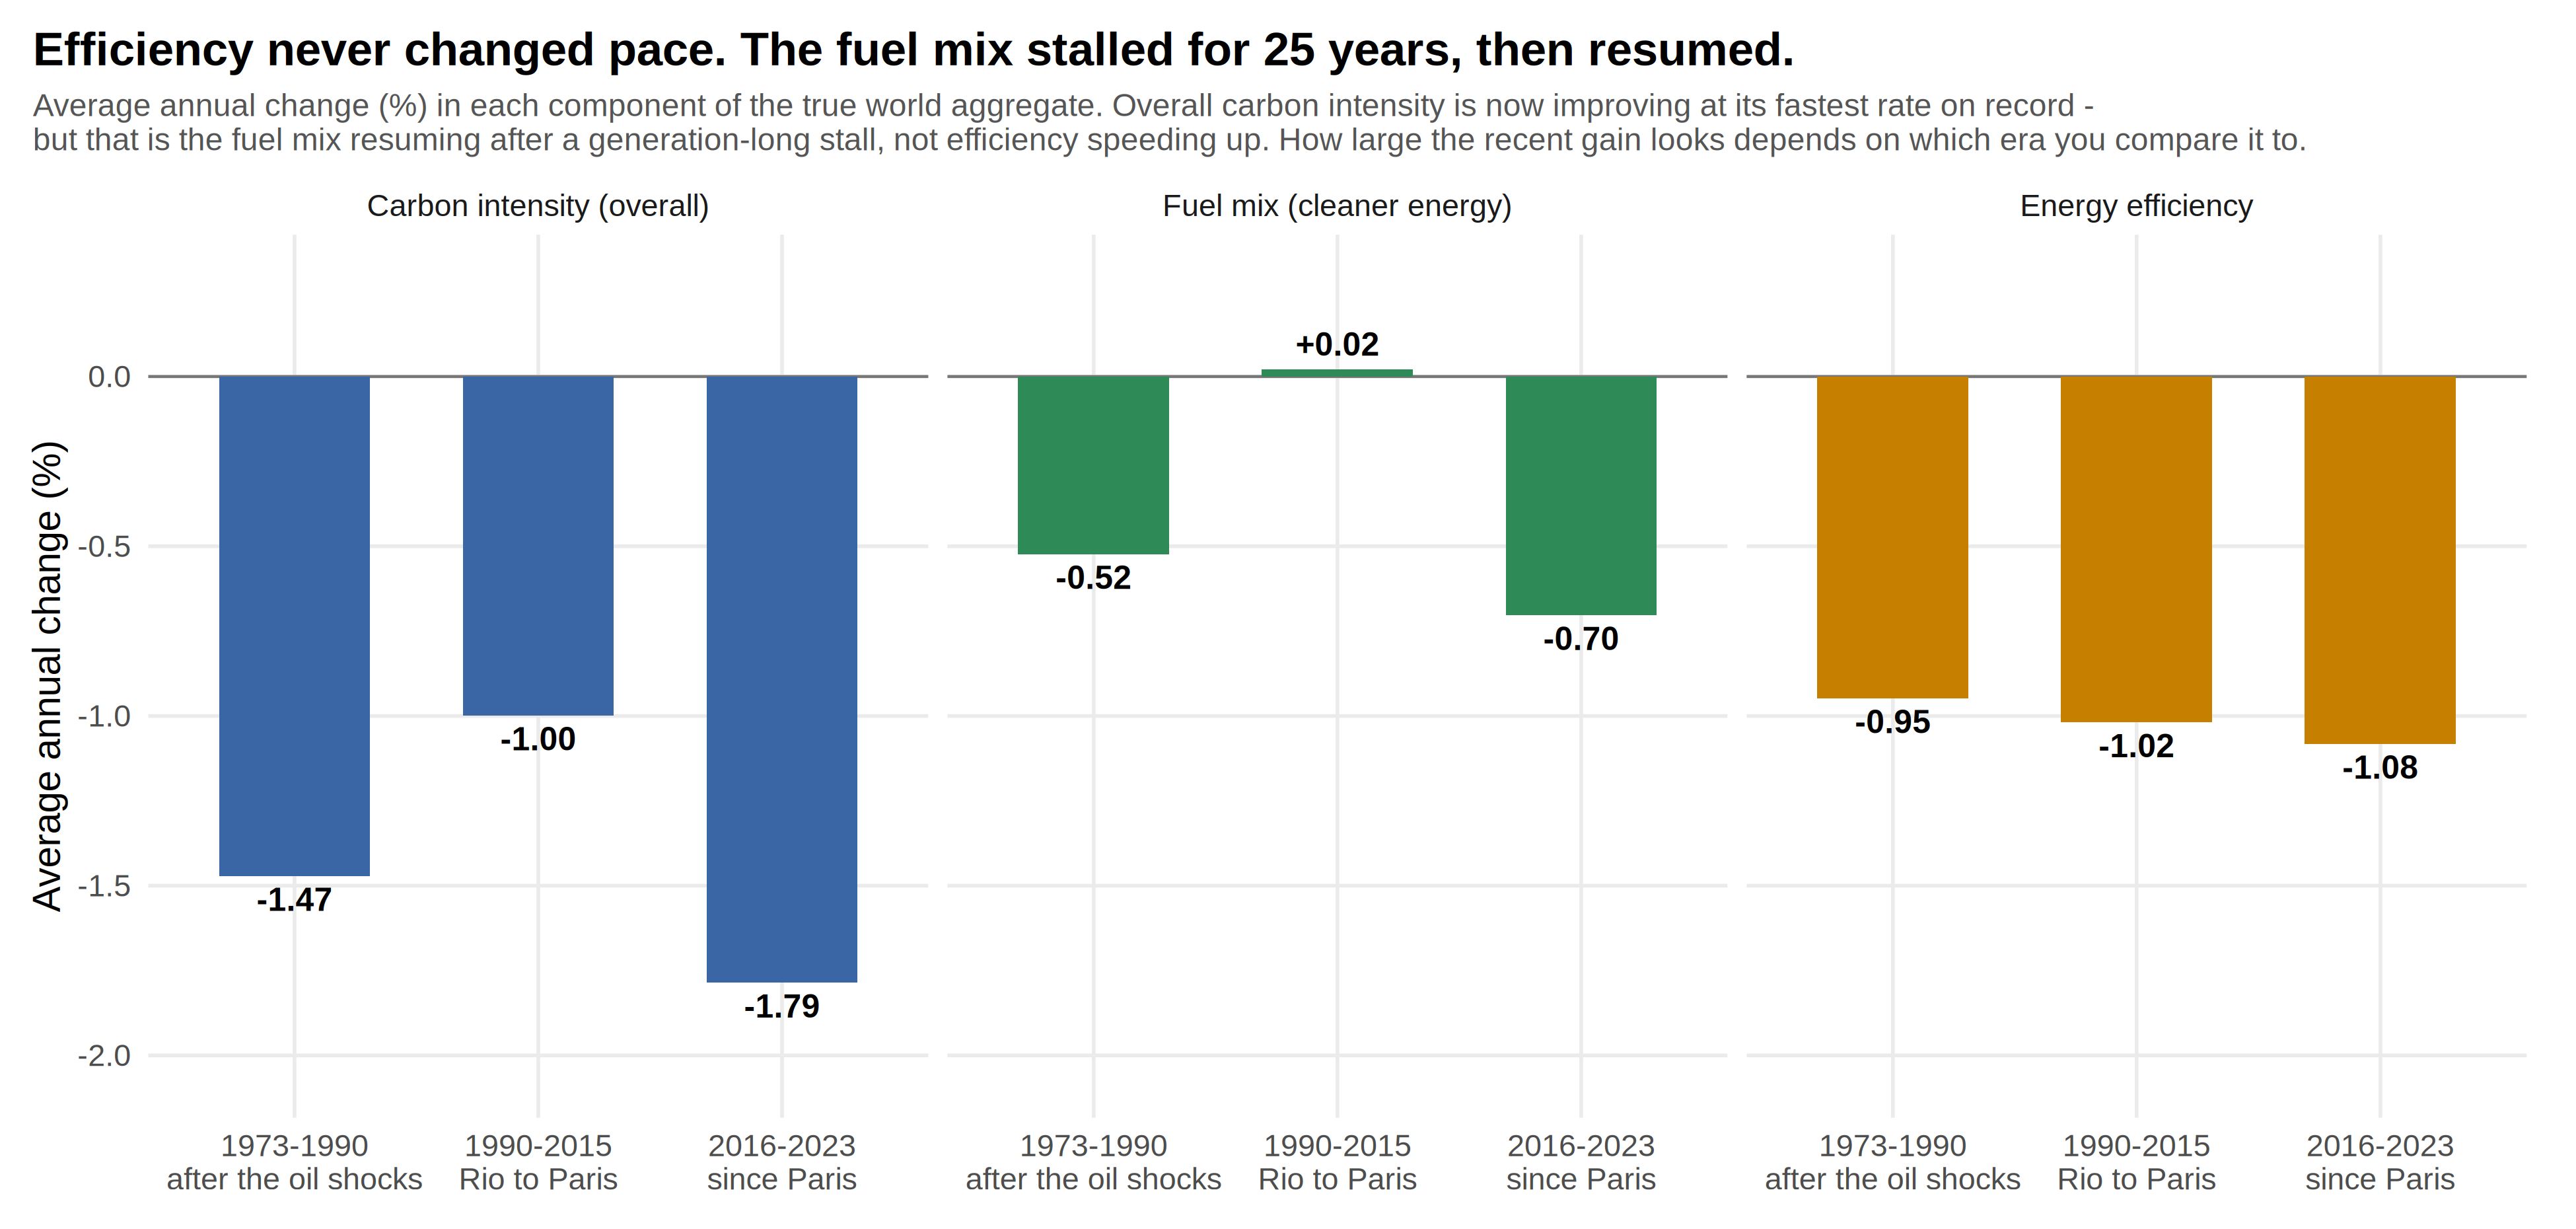 Efficiency never changed pace. The fuel mix stalled for 25 years, then resumed.
Average annual change (%) in each component of the true world aggregate. Overall carbon intensity is now improving at its fastest rate on record -
but that is the fuel mix resuming after a generation-long stall, not efficiency speeding up. How large the recent gain looks depends on which era you compare it to.
Carbon intensity (overall)
Fuel mix (cleaner energy)
Energy efficiency
Average annual change (%)
0.0
-0.5
-1.0
-1.5
-2.0
-1.47
-1.00
-1.79
-0.52
+0.02
-0.70
-0.95
-1.02
-1.08
1973-1990
after the oil shocks
1990-2015
Rio to Paris
2016-2023
since Paris
1973-1990
after the oil shocks
1990-2015
Rio to Paris
2016-2023
since Paris
1973-1990
after the oil shocks
1990-2015
Rio to Paris
2016-2023
since Paris